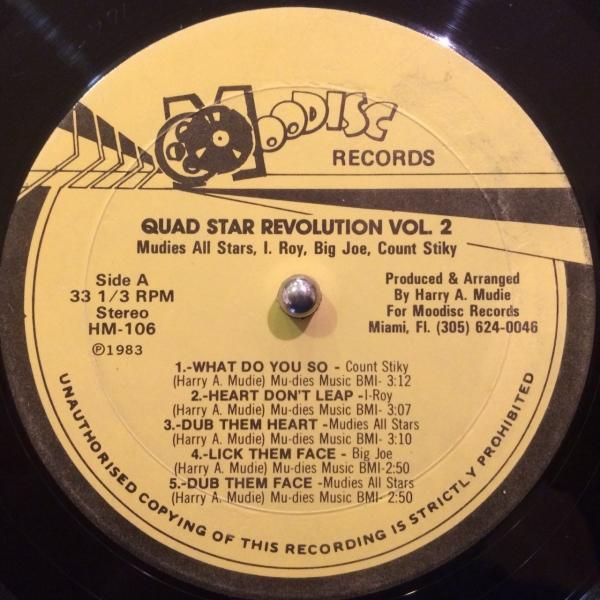 MOODISC
RECORDS
QUAD STAR REVOLUTION VOL. 2
Mudies All Stars, I. Roy, Big Joe, Count Stiky
Side A
33 1/3 RPM
Stereo
HM-106
℗1983
Produced & Arranged
By Harry A. Mudie
For Moodisc Records
Miami, Fl. (305) 624-0046
1.-WHAT DO YOU SO - Count Stiky
(Harry A. Mudie) Mu-dies Music BMI- 3:12
2.-HEART DON'T LEAP -I-Roy
(Harry A. Mudie) Mu-dies Music BMI- 3:07
3.-DUB THEM HEART -Mudies All Stars
(Harry A. Mudie) Mu-dies Music BMI- 3:10
4.-LICK THEM FACE - Big Joe
(Harry A. Mudie) Mu-dies Music BMI-2:50
5.-DUB THEM FACE -Mudies All Stars
(Harry A. Mudie) Mu-dies Music BMI- 2:50
UNAUTHORISED COPYING OF THIS RECORDING IS STRICTLY PROHIBITED